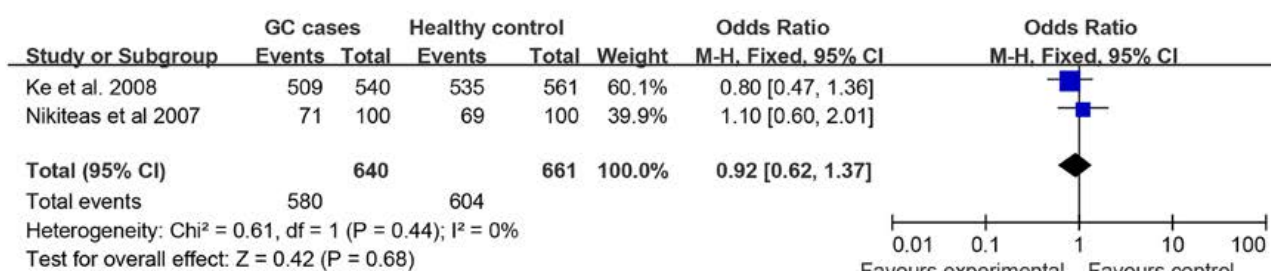 GC cases Healthy control Odds Ratio Odds Ratio
Study or Subgroup Events Total Events Total Weight M-H, Fixed, 95% CI M-H, Fixed, 95% CI
Ke et al. 2008 509 540 535 561 60.1% 0.80 [0.47, 1.36]
Nikiteas et al 2007 71 100 69 100 39.9% 1.10 [0.60, 2.01]
Total (95% CI) 640 661 100.0% 0.92 [0.62, 1.37]
Total events 580 604
Heterogeneity: Chi² = 0.61, df = 1 (P = 0.44); I² = 0%
Test for overall effect: Z = 0.42 (P = 0.68)
0.01 0.1 1 10 100
Favours experimental Favours control